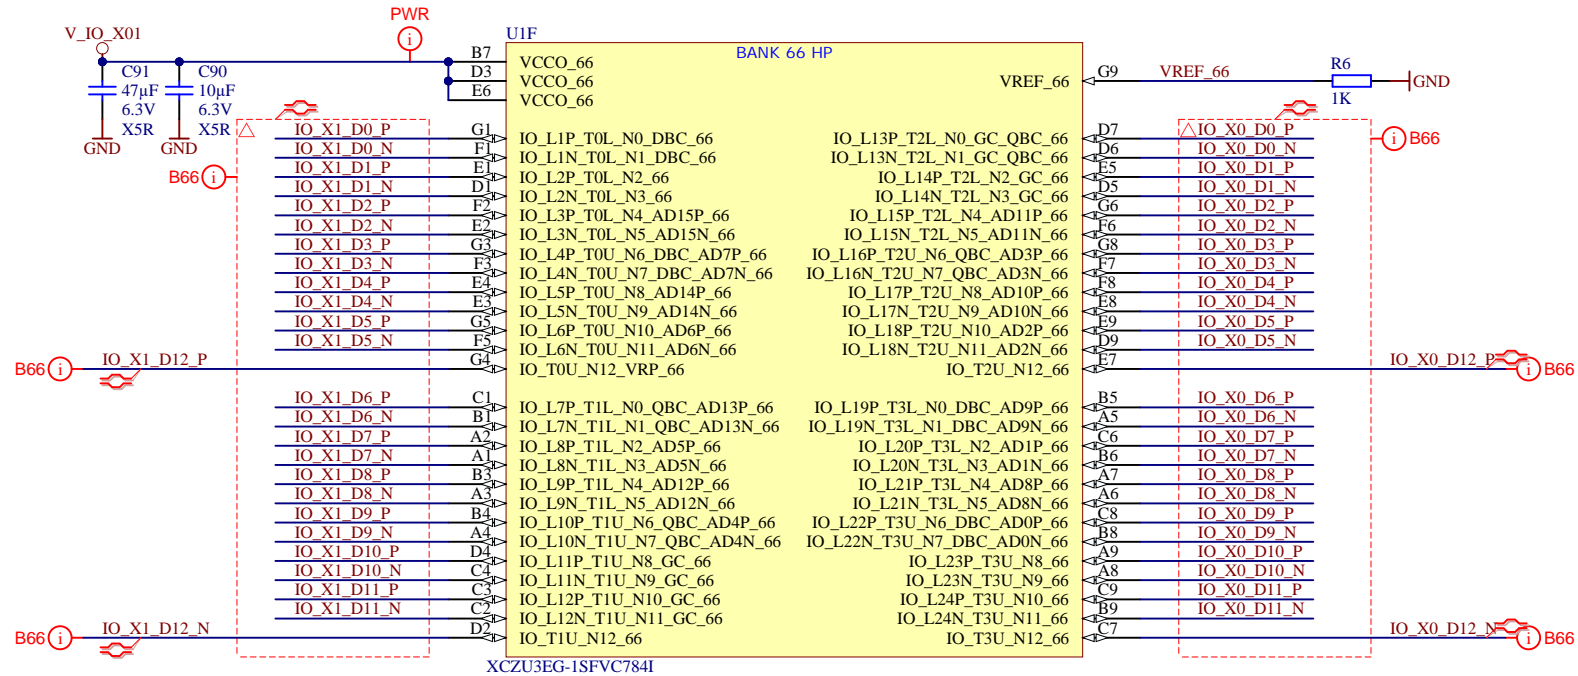 PWR
V_IO_X01
C91
47µF
6.3V
X5R
GND
C90
10µF
6.3V
X5R
GND
U1F
BANK 66 HP
B7 VCCO_66
D3 VCCO_66
E6 VCCO_66
VREF_66 G9 VREF_66
R6
1K
GND
B66
B66
IO_X1_D0_P G1 IO_L1P_T0L_N0_DBC_66 IO_L13P_T2L_N0_GC_QBC_66 D7 IO_X0_D0_P
IO_X1_D0_N F1 IO_L1N_T0L_N1_DBC_66 IO_L13N_T2L_N1_GC_QBC_66 D6 IO_X0_D0_N
IO_X1_D1_P E1 IO_L2P_T0L_N2_66 IO_L14P_T2L_N2_GC_66 E5 IO_X0_D1_P
IO_X1_D1_N D1 IO_L2N_T0L_N3_66 IO_L14N_T2L_N3_GC_66 D5 IO_X0_D1_N
IO_X1_D2_P F2 IO_L3P_T0L_N4_AD15P_66 IO_L15P_T2L_N4_AD11P_66 G6 IO_X0_D2_P
IO_X1_D2_N E2 IO_L3N_T0L_N5_AD15N_66 IO_L15N_T2L_N5_AD11N_66 F6 IO_X0_D2_N
IO_X1_D3_P G3 IO_L4P_T0U_N6_DBC_AD7P_66 IO_L16P_T2U_N6_QBC_AD3P_66 G8 IO_X0_D3_P
IO_X1_D3_N F3 IO_L4N_T0U_N7_DBC_AD7N_66 IO_L16N_T2U_N7_QBC_AD3N_66 F7 IO_X0_D3_N
IO_X1_D4_P E4 IO_L5P_T0U_N8_AD14P_66 IO_L17P_T2U_N8_AD10P_66 F8 IO_X0_D4_P
IO_X1_D4_N E3 IO_L5N_T0U_N9_AD14N_66 IO_L17N_T2U_N9_AD10N_66 E8 IO_X0_D4_N
IO_X1_D5_P G5 IO_L6P_T0U_N10_AD6P_66 IO_L18P_T2U_N10_AD2P_66 E9 IO_X0_D5_P
IO_X1_D5_N F5 IO_L6N_T0U_N11_AD6N_66 IO_L18N_T2U_N11_AD2N_66 D9 IO_X0_D5_N
B66 IO_X1_D12_P G4 IO_T0U_N12_VRP_66 IO_T2U_N12_66 E7 IO_X0_D12_P B66
IO_X1_D6_P C1 IO_L7P_T1L_N0_QBC_AD13P_66 IO_L19P_T3L_N0_DBC_AD9P_66 B5 IO_X0_D6_P
IO_X1_D6_N B1 IO_L7N_T1L_N1_QBC_AD13N_66 IO_L19N_T3L_N1_DBC_AD9N_66 A5 IO_X0_D6_N
IO_X1_D7_P A2 IO_L8P_T1L_N2_AD5P_66 IO_L20P_T3L_N2_AD1P_66 C6 IO_X0_D7_P
IO_X1_D7_N A1 IO_L8N_T1L_N3_AD5N_66 IO_L20N_T3L_N3_AD1N_66 B6 IO_X0_D7_N
IO_X1_D8_P B3 IO_L9P_T1L_N4_AD12P_66 IO_L21P_T3L_N4_AD8P_66 A7 IO_X0_D8_P
IO_X1_D8_N A3 IO_L9N_T1L_N5_AD12N_66 IO_L21N_T3L_N5_AD8N_66 A6 IO_X0_D8_N
IO_X1_D9_P B4 IO_L10P_T1U_N6_QBC_AD4P_66 IO_L22P_T3U_N6_DBC_AD0P_66 C8 IO_X0_D9_P
IO_X1_D9_N A4 IO_L10N_T1U_N7_QBC_AD4N_66 IO_L22N_T3U_N7_DBC_AD0N_66 B8 IO_X0_D9_N
IO_X1_D10_P D4 IO_L11P_T1U_N8_GC_66 IO_L23P_T3U_N8_66 A9 IO_X0_D10_P
IO_X1_D10_N C4 IO_L11N_T1U_N9_GC_66 IO_L23N_T3U_N9_66 A8 IO_X0_D10_N
IO_X1_D11_P C3 IO_L12P_T1U_N10_GC_66 IO_L24P_T3U_N10_66 C9 IO_X0_D11_P
IO_X1_D11_N C2 IO_L12N_T1U_N11_GC_66 IO_L24N_T3U_N11_66 B9 IO_X0_D11_N
B66 IO_X1_D12_N D2 IO_T1U_N12_66 IO_T3U_N12_66 C7 IO_X0_D12_N B66
XCZU3EG-1SFVC784I